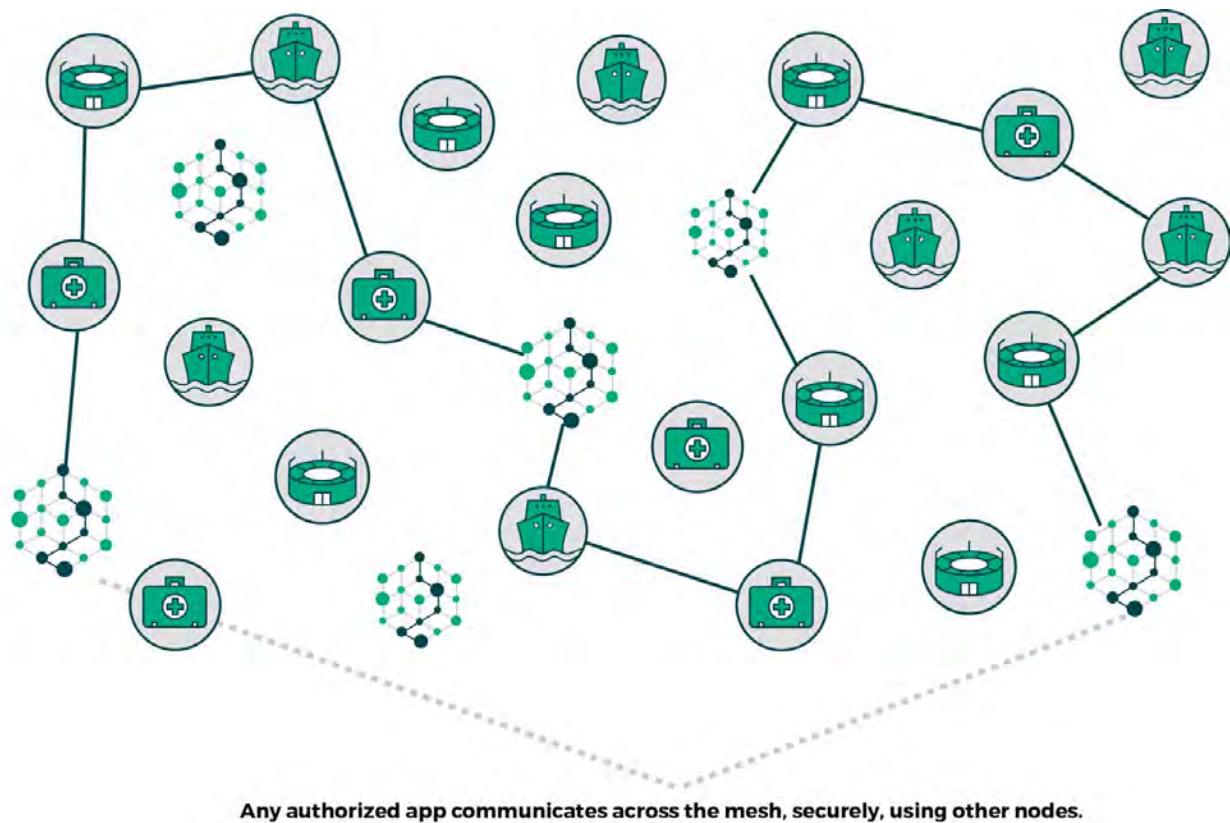 Any authorized app communicates across the mesh, securely, using other nodes.